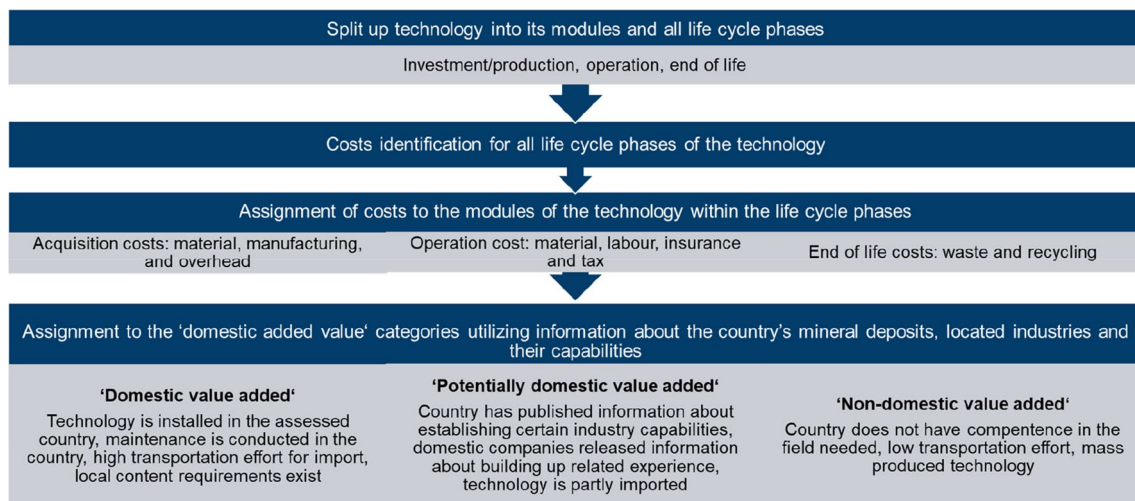 Split up technology into its modules and all life cycle phases
Investment/production, operation, end of life
Costs identification for all life cycle phases of the technology
Assignment of costs to the modules of the technology within the life cycle phases
Acquisition costs: material, manufacturing,
and overhead
Operation cost: material, labour, insurance
and tax
End of life costs: waste and recycling
Assignment to the ‘domestic added value‘ categories utilizing information about the country’s mineral deposits, located industries and
their capabilities
‘Domestic value added‘
Technology is installed in the assessed
country, maintenance is conducted in the
country, high transportation effort for import,
local content requirements exist
‘Potentially domestic value added‘
Country has published information about
establishing certain industry capabilities,
domestic companies released information
about building up related experience,
technology is partly imported
‘Non-domestic value added‘
Country does not have compentence in the
field needed, low transportation effort, mass
produced technology